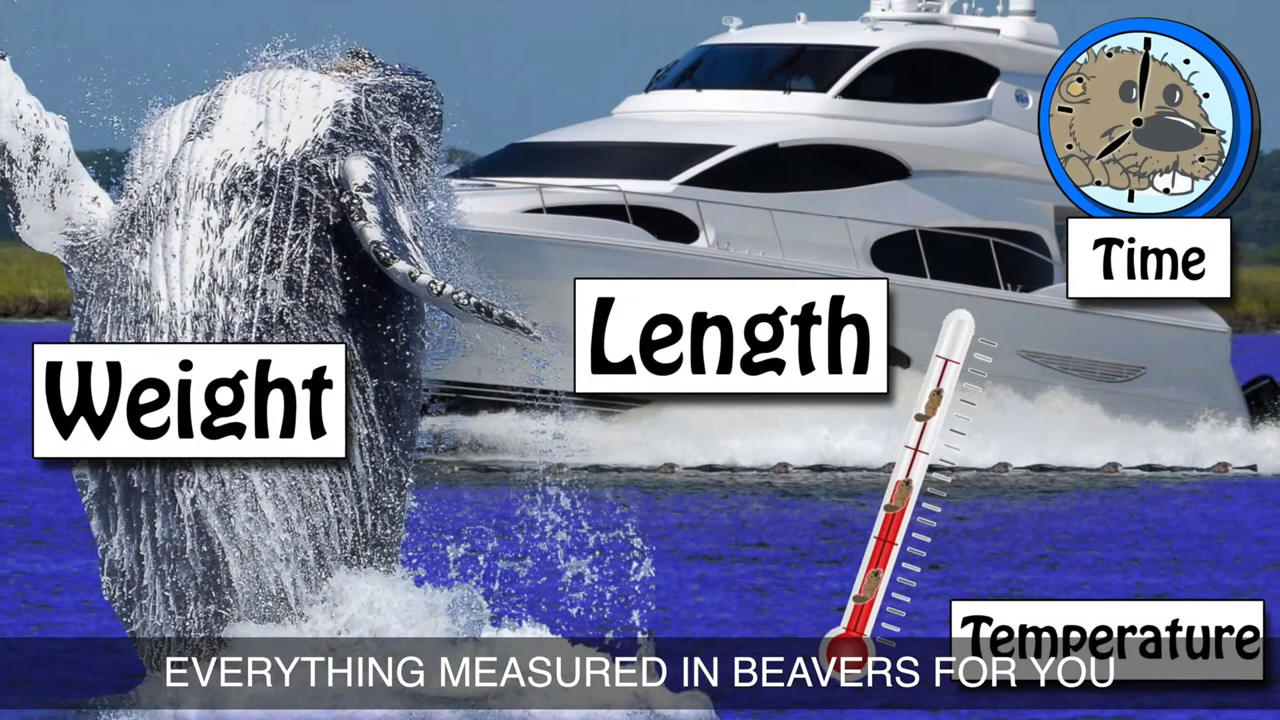 Time
Length
Weight
Temperature
EVERYTHING MEASURED IN BEAVERS FOR YOU